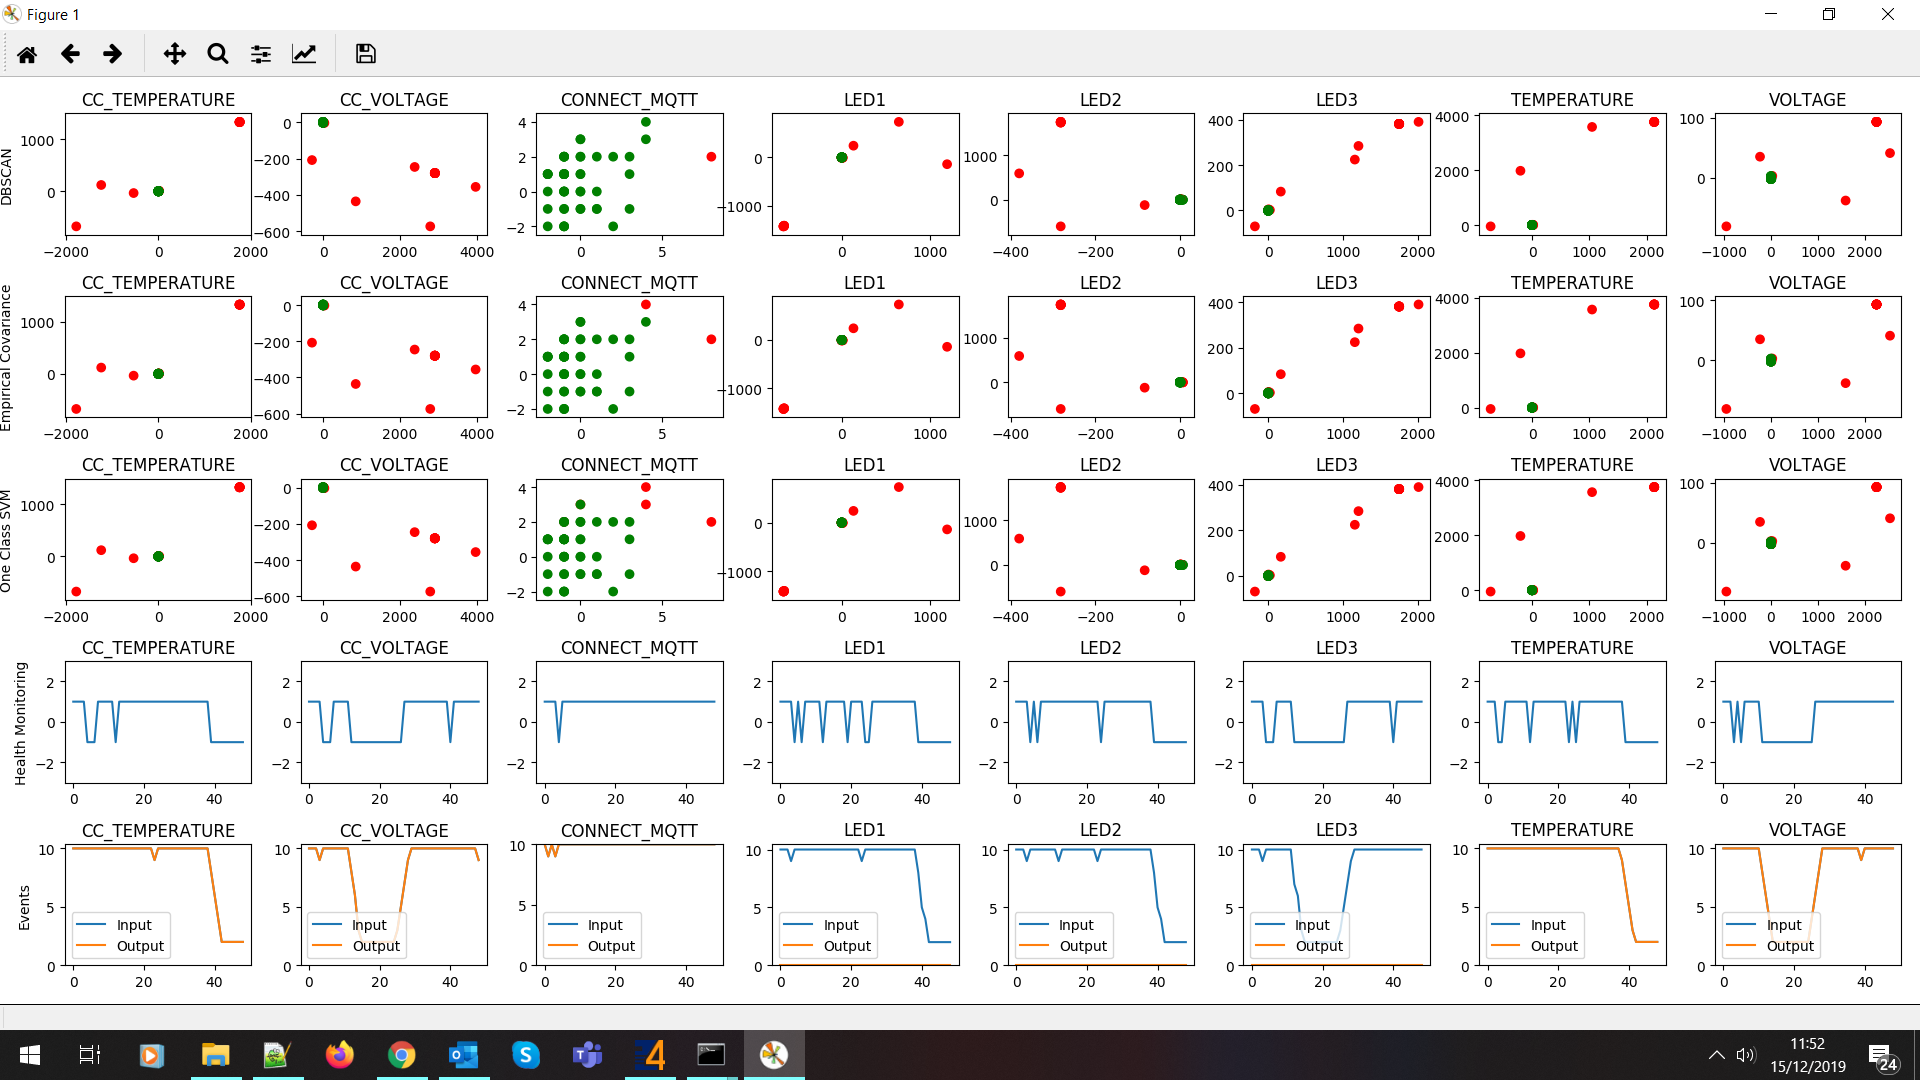 Figure 1
CC_TEMPERATURE CC_VOLTAGE CONNECT_MQTT LED1 LED2 LED3 TEMPERATURE VOLTAGE
DBSCAN
1000 0 −2000 0 2000
0 −200 −400 −600 0 2000 4000
4 2 0 −2 0 5
0 −1000 0 1000
1000 0 −400 −200 0
400 200 0 0 1000 2000
4000 2000 0 0 1000 2000
100 0 −1000 0 1000 2000
CC_TEMPERATURE CC_VOLTAGE CONNECT_MQTT LED1 LED2 LED3 TEMPERATURE VOLTAGE
Empirical Covariance
1000 0 −2000 0 2000
0 −200 −400 −600 0 2000 4000
4 2 0 −2 0 5
0 −1000 0 1000
1000 0 −400 −200 0
400 200 0 0 1000 2000
4000 2000 0 0 1000 2000
100 0 −1000 0 1000 2000
CC_TEMPERATURE CC_VOLTAGE CONNECT_MQTT LED1 LED2 LED3 TEMPERATURE VOLTAGE
One Class SVM
1000 0 −2000 0 2000
0 −200 −400 −600 0 2000 4000
4 2 0 −2 0 5
0 −1000 0 1000
1000 0 −400 −200 0
400 200 0 0 1000 2000
4000 2000 0 0 1000 2000
100 0 −1000 0 1000 2000
CC_TEMPERATURE CC_VOLTAGE CONNECT_MQTT LED1 LED2 LED3 TEMPERATURE VOLTAGE
Health Monitoring
2 0 −2 0 20 40
2 0 −2 0 20 40
2 0 −2 0 20 40
2 0 −2 0 20 40
2 0 −2 0 20 40
2 0 −2 0 20 40
2 0 −2 0 20 40
2 0 −2 0 20 40
CC_TEMPERATURE CC_VOLTAGE CONNECT_MQTT LED1 LED2 LED3 TEMPERATURE VOLTAGE
Events
10 5 0 Input Output 0 20 40
10 5 0 Input Output 0 20 40
10 5 0 Input Output 0 20 40
10 5 0 Input Output 0 20 40
10 5 0 Input Output 0 20 40
10 5 0 Input Output 0 20 40
10 5 0 Input Output 0 20 40
10 5 0 Input Output 0 20 40
4
11:52
15/12/2019
24